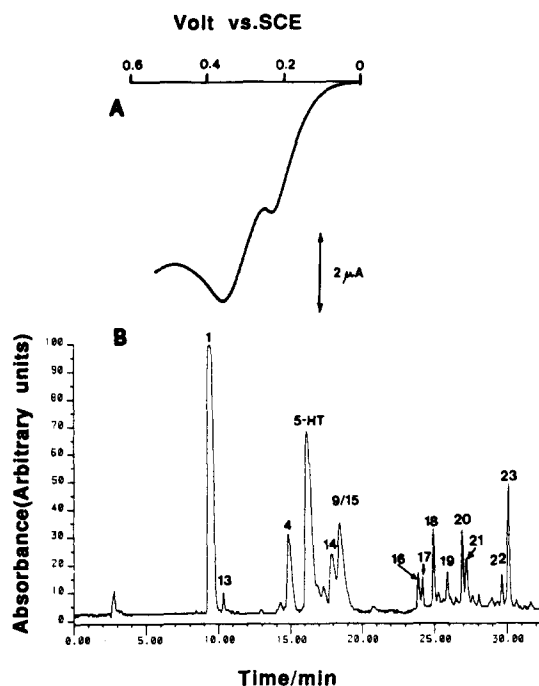 Volt vs.SCE
0.6 0.4 0.2 0
A
2 μA
B
Absorbance(Arbitrary units)
100
90
80
70
60
50
40
30
20
10
0
1
13
4
5-HT
14
9/15
16
17
18
19
20
21
22
23
0.00 5.00 10.00 15.00 20.00 25.00 30.00
Time/min